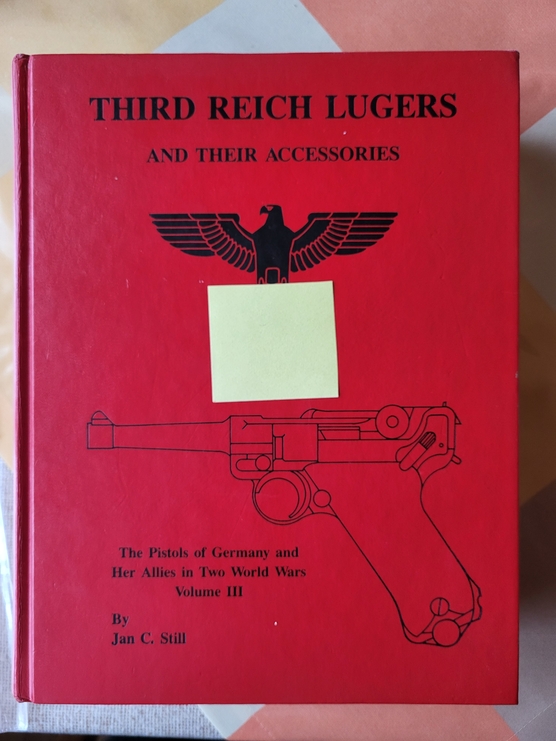 THIRD REICH LUGERS
AND THEIR ACCESSORIES
The Pistols of Germany and
Her Allies in Two World Wars
Volume III
By
Jan C. Still